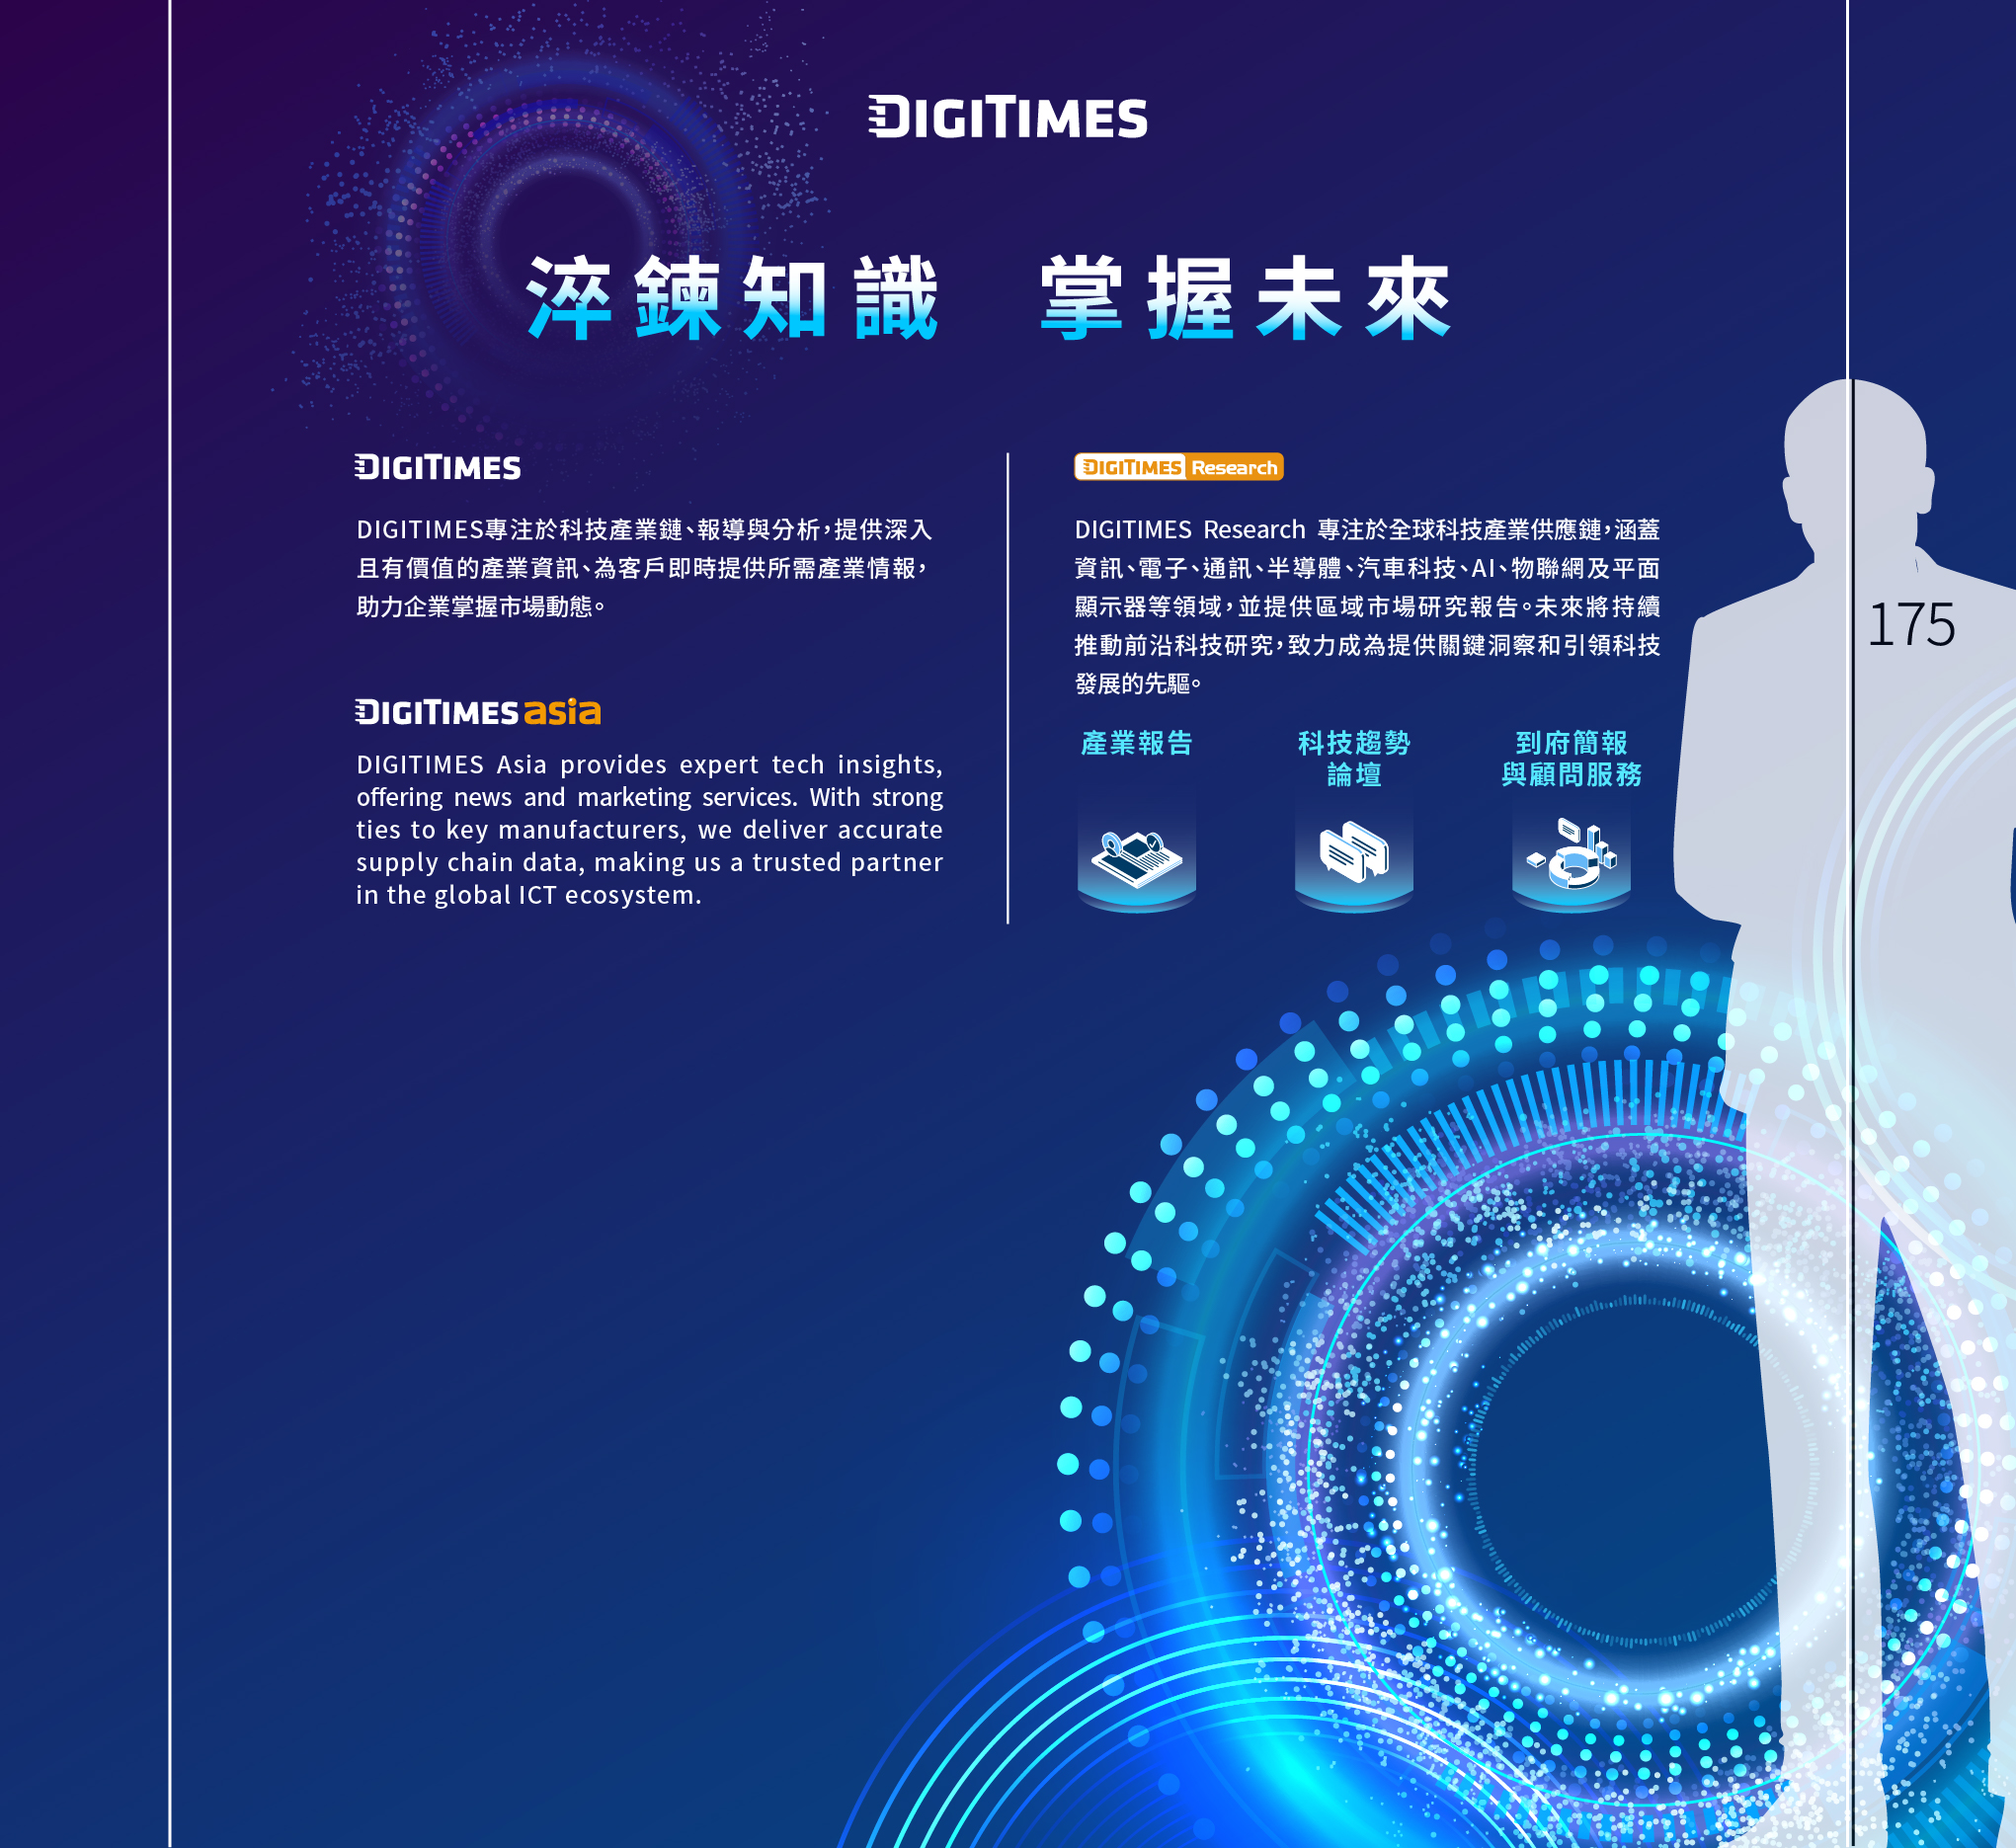 DIGITIMES
淬鍊知識 掌握未來
DIGITIMES
DIGITIMES專注於科技產業鏈、報導與分析，提供深入
且有價值的產業資訊、為客戶即時提供所需產業情報，
助力企業掌握市場動態。
DIGITIMES asia
DIGITIMES Asia provides expert tech insights,
offering news and marketing services. With strong
ties to key manufacturers, we deliver accurate
supply chain data, making us a trusted partner
in the global ICT ecosystem.
DIGITIMES Research
DIGITIMES Research 專注於全球科技產業供應鏈，涵蓋
資訊、電子、通訊、半導體、汽車科技、AI、物聯網及平面
顯示器等領域，並提供區域市場研究報告。未來將持續
推動前沿科技研究，致力成為提供關鍵洞察和引領科技
發展的先驅。
產業報告
科技趨勢
論壇
到府簡報
與顧問服務
175